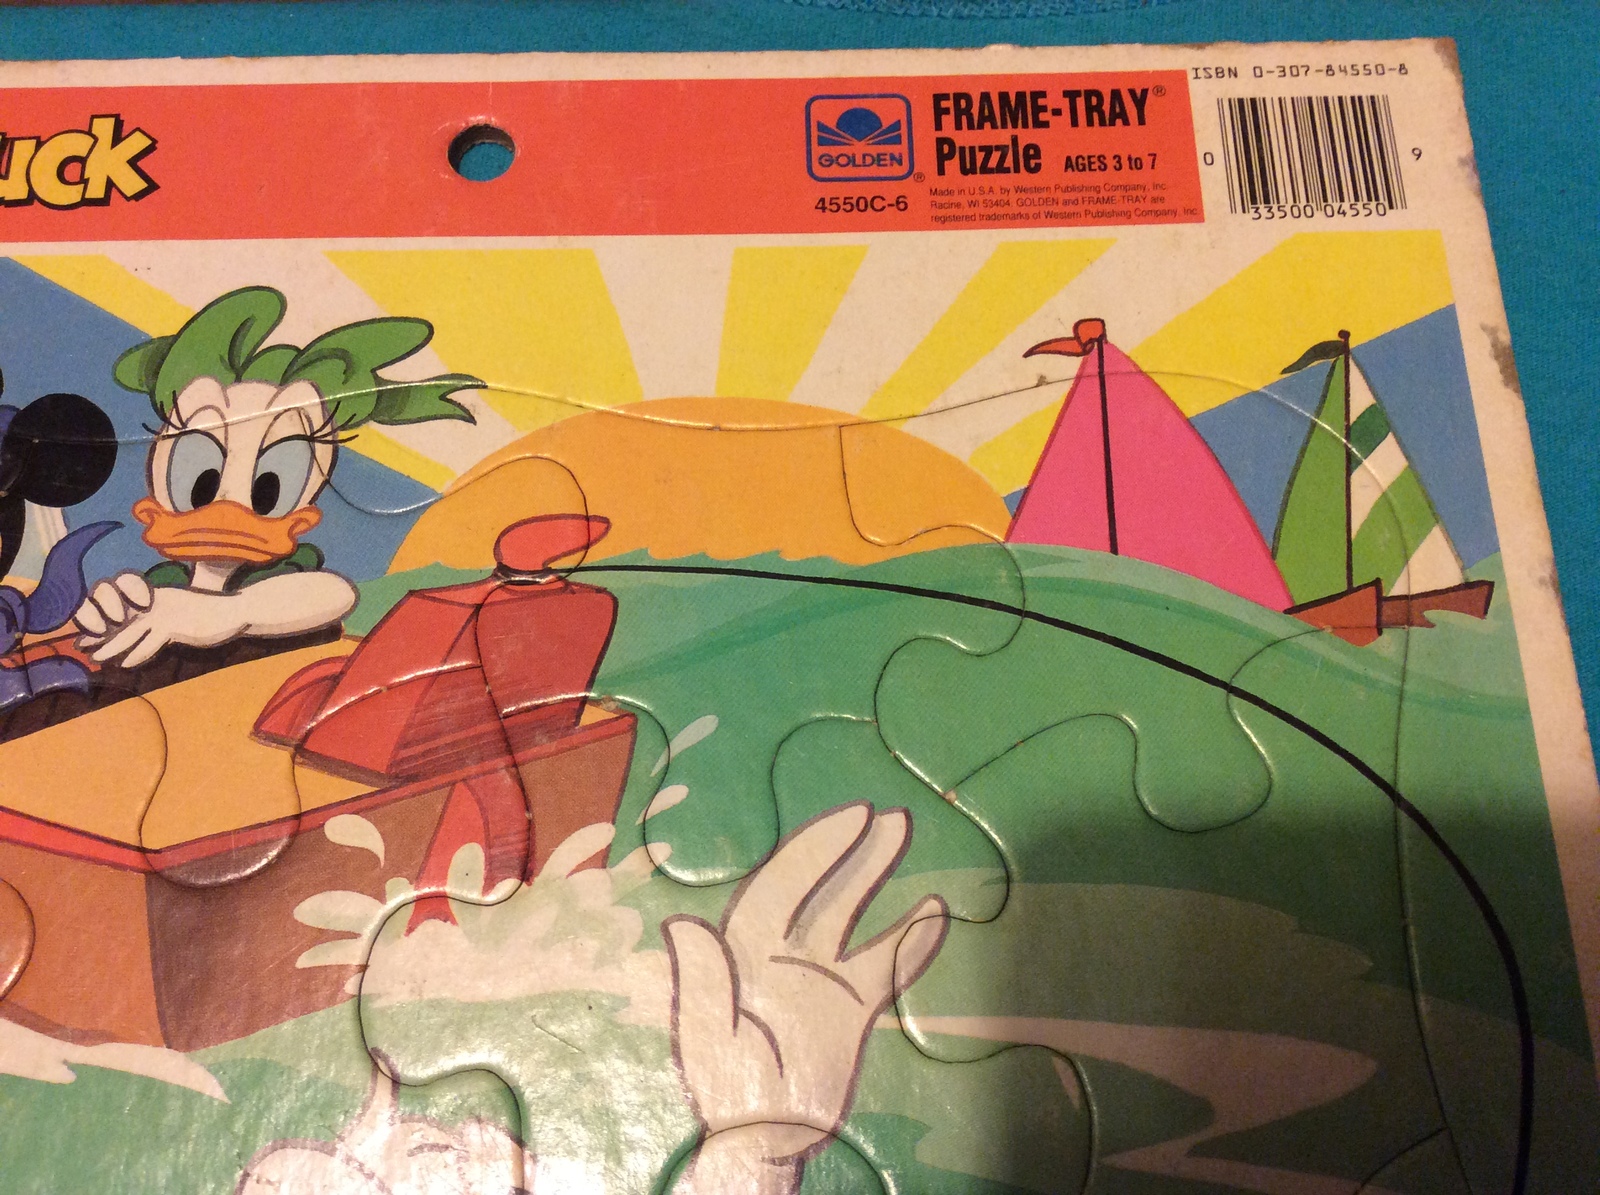 uck
GOLDEN®
4550C-6
FRAME-TRAY®
Puzzle AGES 3 to 7
Made in U.S.A. by Western Publishing Company, Inc.
Racine, WI 53404. GOLDEN and FRAME-TRAY are
registered trademarks of Western Publishing Company, Inc.
ISBN 0-307-84550-8
0 33500 04550 9